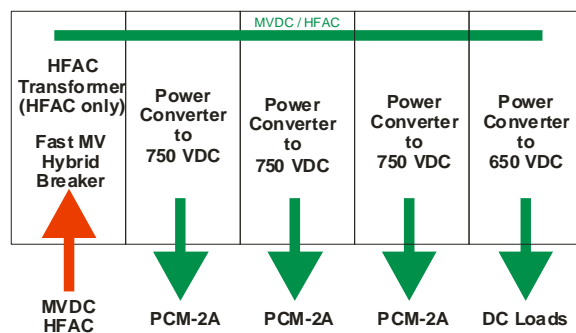 MVDC / HFAC
HFAC
Transformer
(HFAC only)
Fast MV
Hybrid
Breaker
Power
Converter
to
750 VDC
Power
Converter
to
750 VDC
Power
Converter
to
750 VDC
Power
Converter
to
650 VDC
MVDC
HFAC
PCM-2A
PCM-2A
PCM-2A
DC Loads